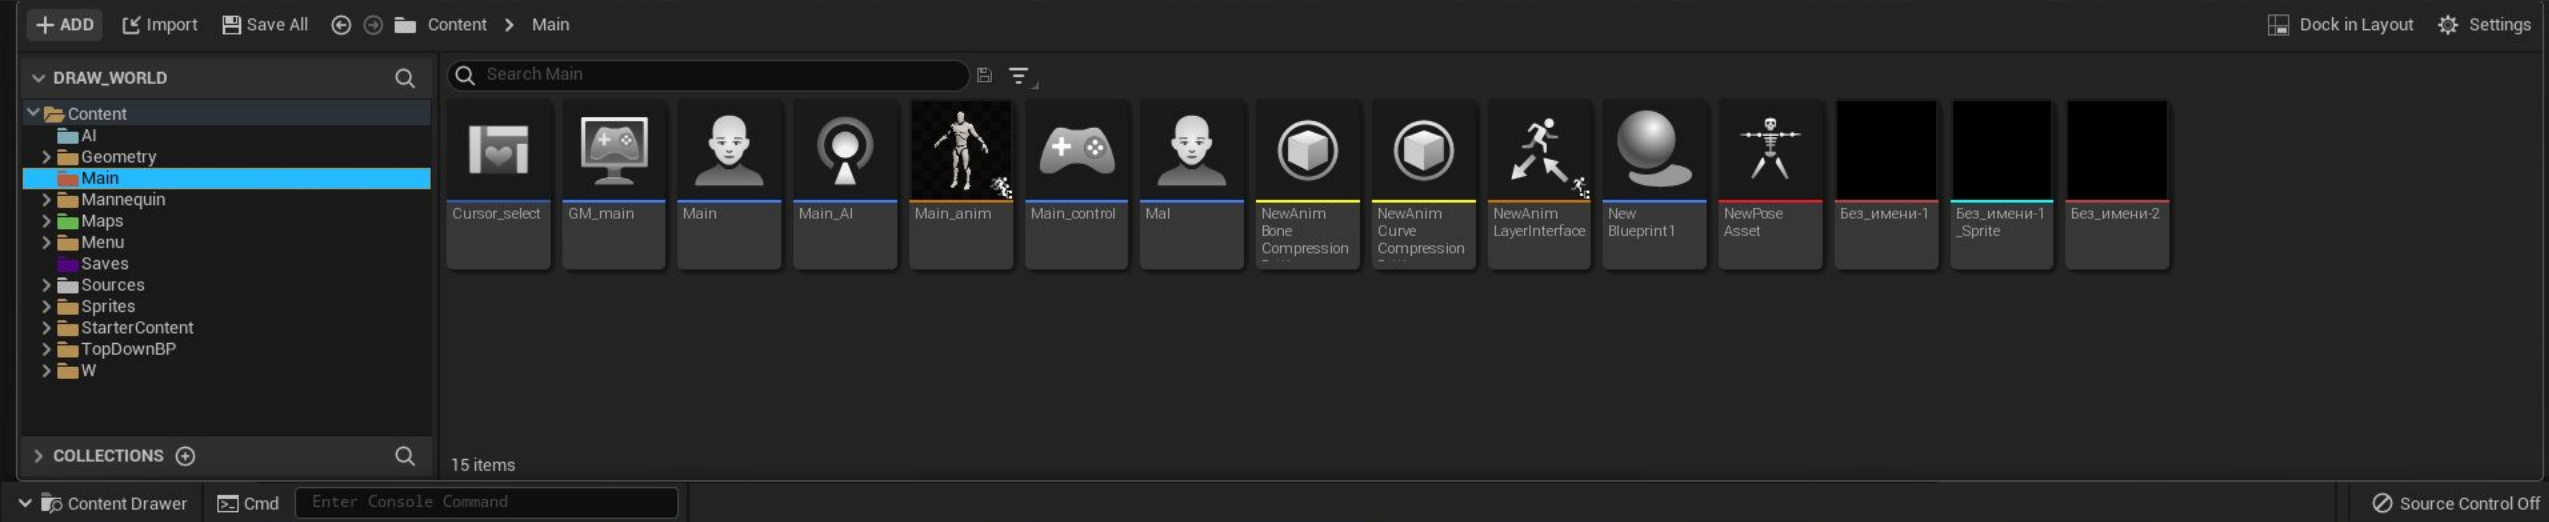 ADD Import Save All Content Main Dock in Layout Settings
DRAW_WORLD
Search Main
Content
AI
Geometry
Main
Mannequin
Maps
Menu
Saves
Sources
Sprites
StarterContent
TopDownBP
W
COLLECTIONS
Cursor_select
GM_main
Main
Main_AI
Main_anim
Main_control
MaI
NewAnim
Bone
Compression
NewAnim
Curve
Compression
NewAnim
LayerInterface
New
Blueprint1
NewPose
Asset
Без_имени-1
Без_имени-1
_Sprite
Без_имени-2
15 items
Content Drawer Cmd Enter Console Command Source Control Off